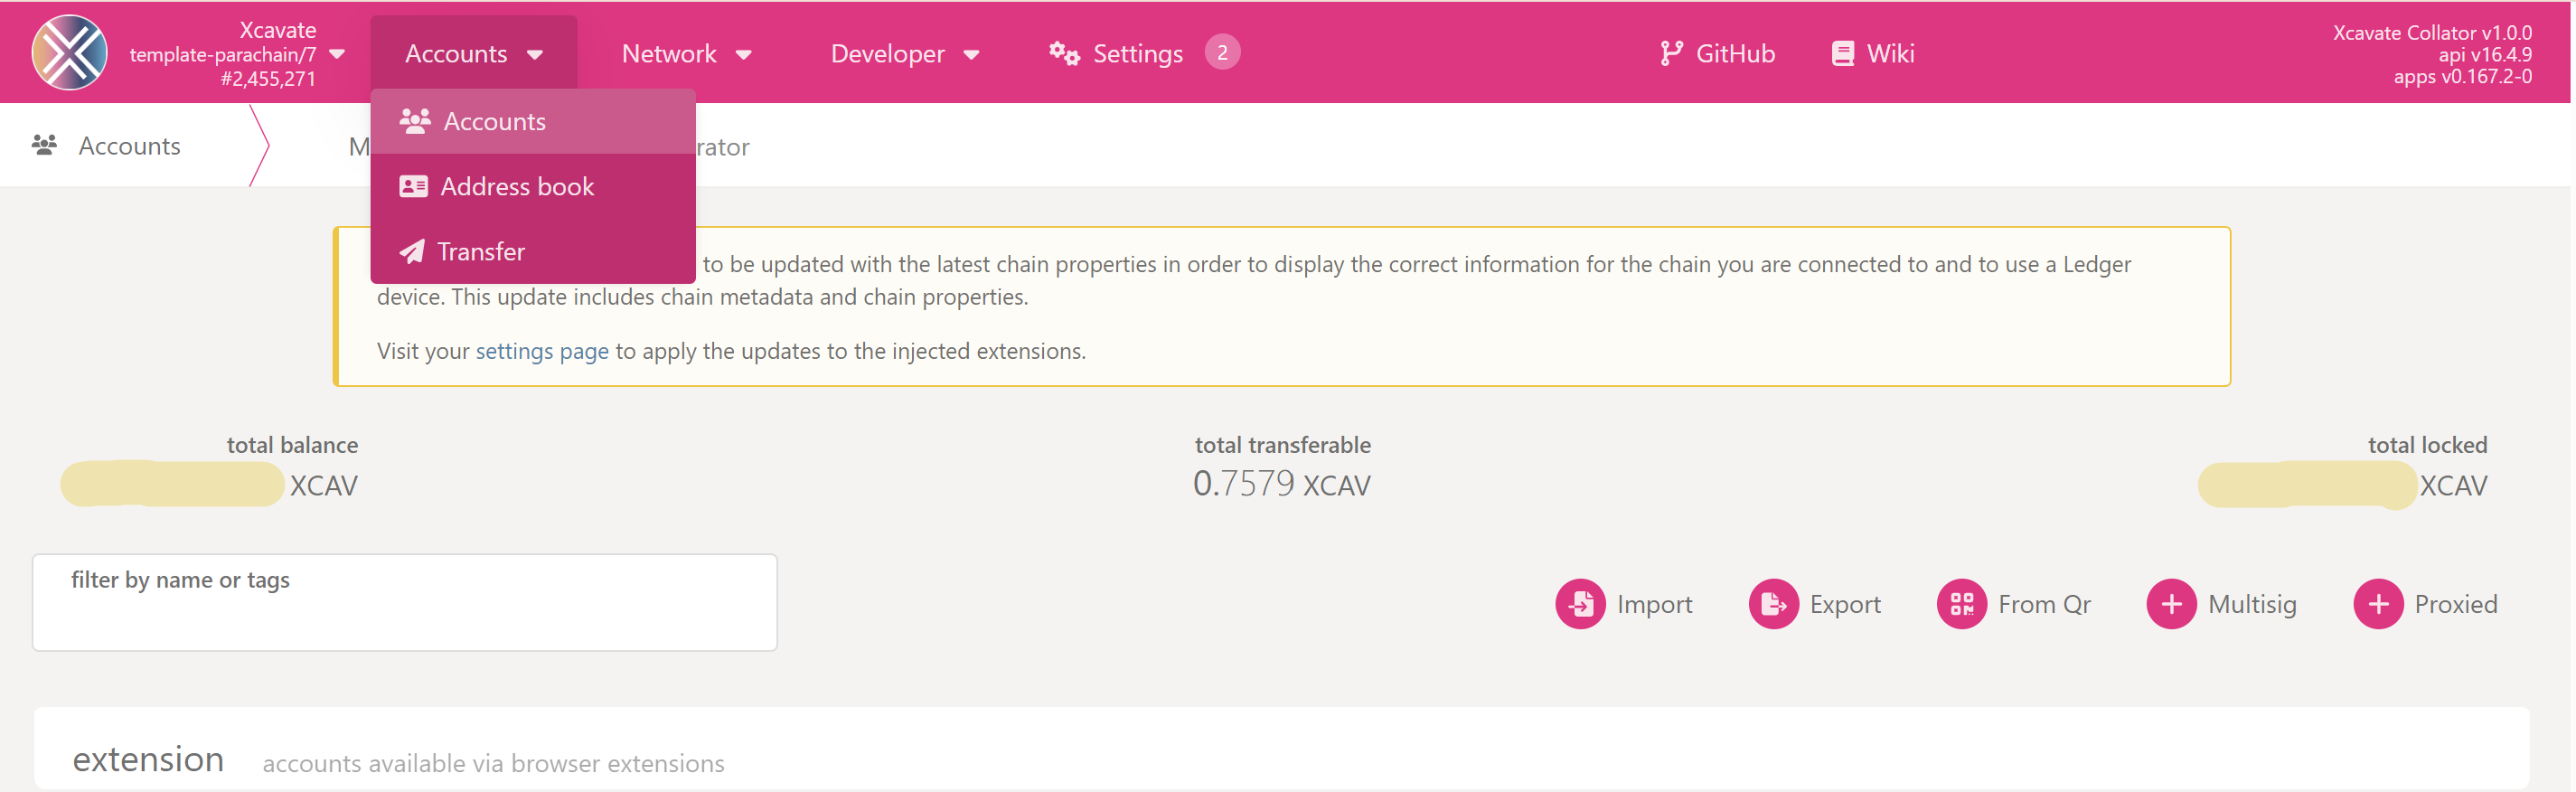 Xcavate
template-parachain/7
#2,455,271
Accounts
Network
Developer
Settings 2
GitHub
Wiki
Xcavate Collator v1.0.0
api v16.4.9
apps v0.167.2-0
Accounts
Address book
Transfer
Accounts
M
rator
to be updated with the latest chain properties in order to display the correct information for the chain you are connected to and to use a Ledger
device. This update includes chain metadata and chain properties.
Visit your settings page to apply the updates to the injected extensions.
total balance
XCAV
total transferable
0.7579 XCAV
total locked
XCAV
filter by name or tags
Import
Export
From Qr
Multisig
Proxied
extension accounts available via browser extensions